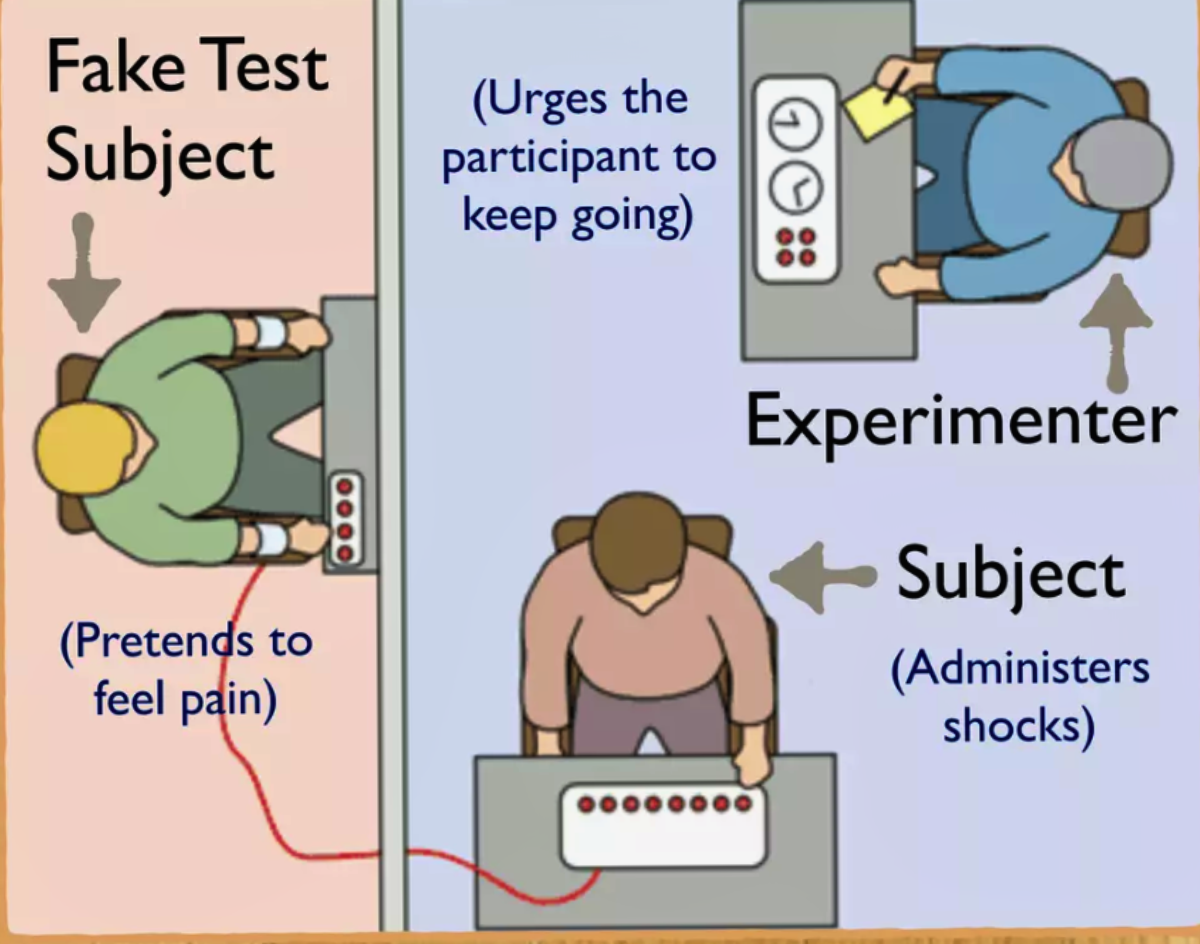 Fake Test
Subject
(Urges the
participant to
keep going)
Experimenter
Subject
(Administers
shocks)
(Pretends to
feel pain)